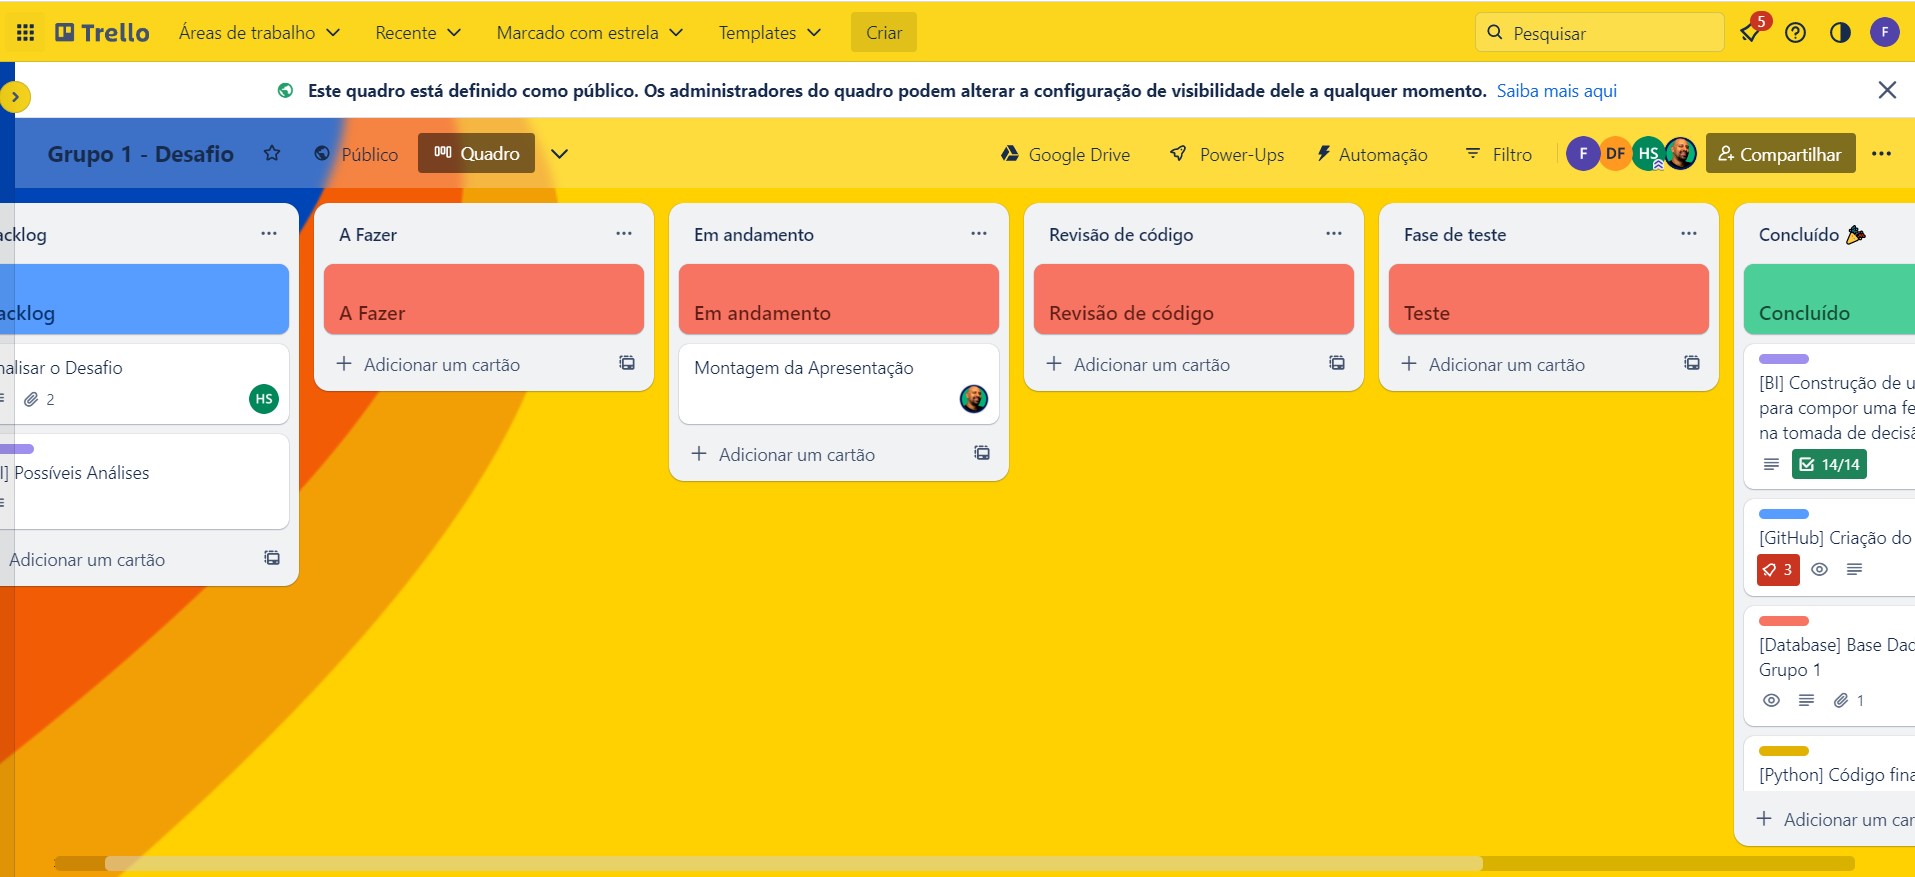 Trello Áreas de trabalho Recente Marcado com estrela Templates Criar Pesquisar 5 F
Este quadro está definido como público. Os administradores do quadro podem alterar a configuração de visibilidade dele a qualquer momento. Saiba mais aqui
Grupo 1 - Desafio Público Quadro Google Drive Power-Ups Automação Filtro F DF HS Compartilhar
acklog
acklog
nalisar o Desafio
2 HS
I] Possíveis Análises
Adicionar um cartão
A Fazer
A Fazer
Adicionar um cartão
Em andamento
Em andamento
Montagem da Apresentação
Adicionar um cartão
Revisão de código
Revisão de código
Adicionar um cartão
Fase de teste
Teste
Adicionar um cartão
Concluído
Concluído
[BI] Construção de u
para compor uma fe
na tomada de decisã
14/14
[GitHub] Criação do
3
[Database] Base Dad
Grupo 1
1
[Python] Código fina
Adicionar um car